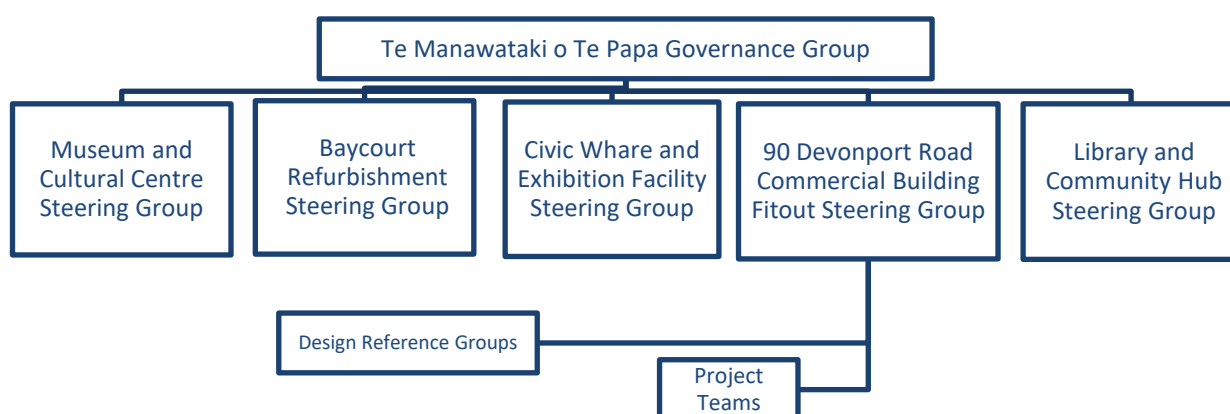 Te Manawataki o Te Papa Governance Group
Museum and
Cultural Centre
Steering Group
Baycourt
Refurbishment
Steering Group
Civic Whare and
Exhibition Facility
Steering Group
90 Devonport Road
Commercial Building
Fitout Steering Group
Library and
Community Hub
Steering Group
Design Reference Groups
Project
Teams